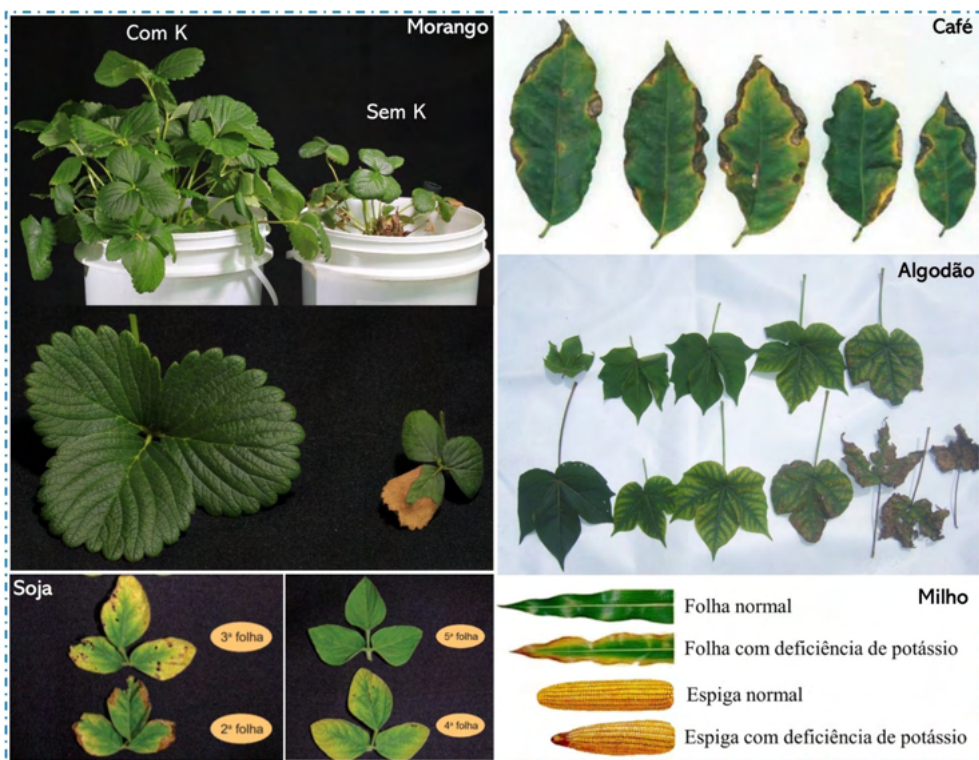 Morango
Com K
Sem K
Café
Algodão
Soja
3ª folha
5ª folha
2ª folha
4ª folha
Milho
Folha normal
Folha com deficiência de potássio
Espiga normal
Espiga com deficiência de potássio